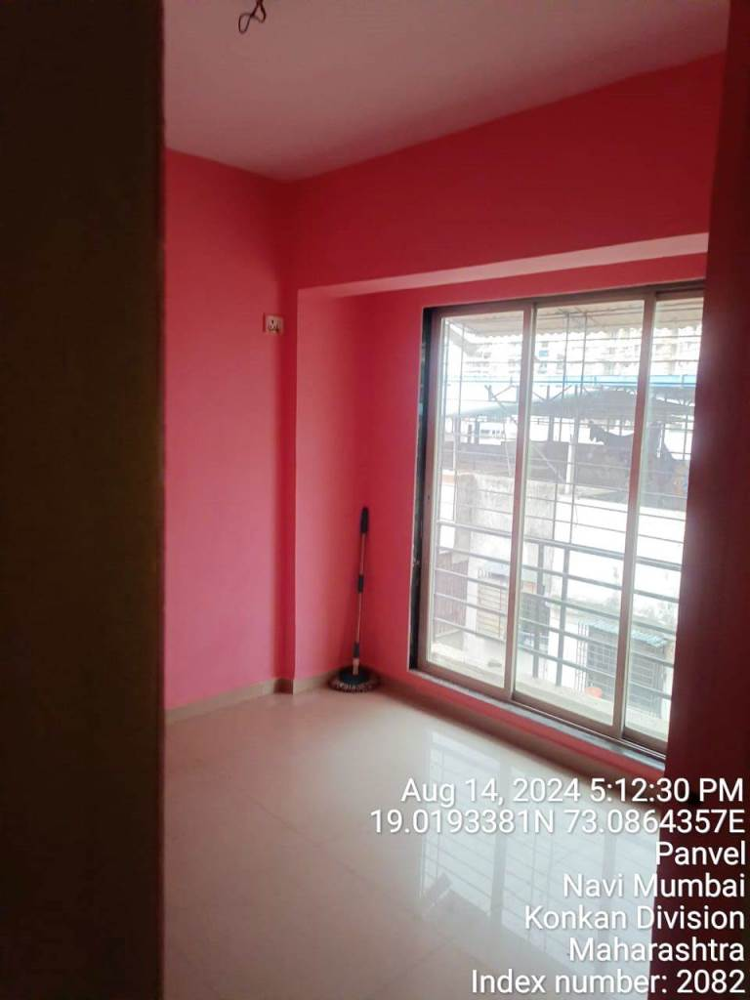 Aug 14, 2024 5:12:30 PM
19.0193381N 73.0864357E
Panvel
Navi Mumbai
Konkan Division
Maharashtra
Index number: 2082